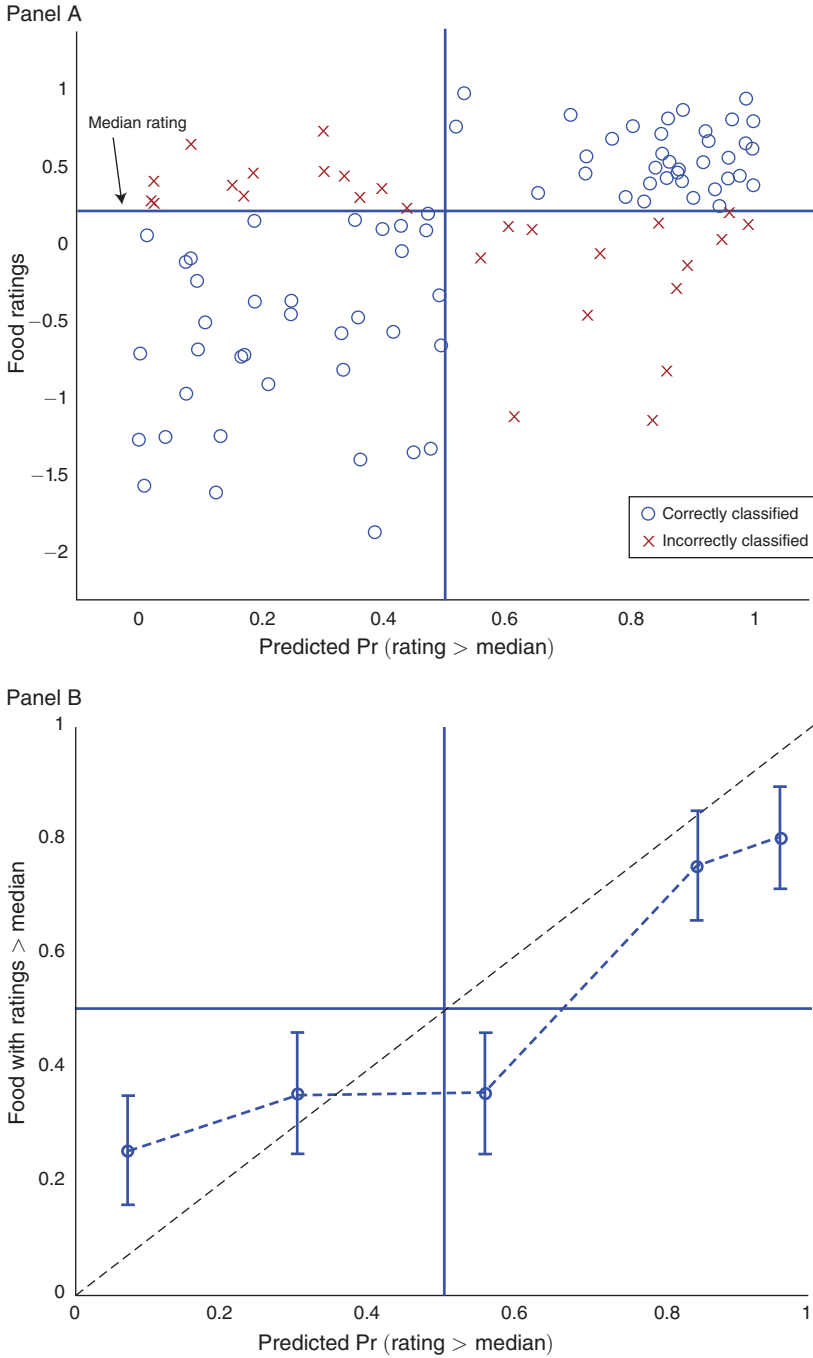 Panel A
1
Median rating
0.5
0
Food ratings
−0.5
−1
−1.5
−2
Correctly classified
Incorrectly classified
0 0.2 0.4 0.6 0.8 1
Predicted Pr (rating > median)
Panel B
1
0.8
0.6
Food with ratings > median
0.4
0.2
0
0 0.2 0.4 0.6 0.8 1
Predicted Pr (rating > median)